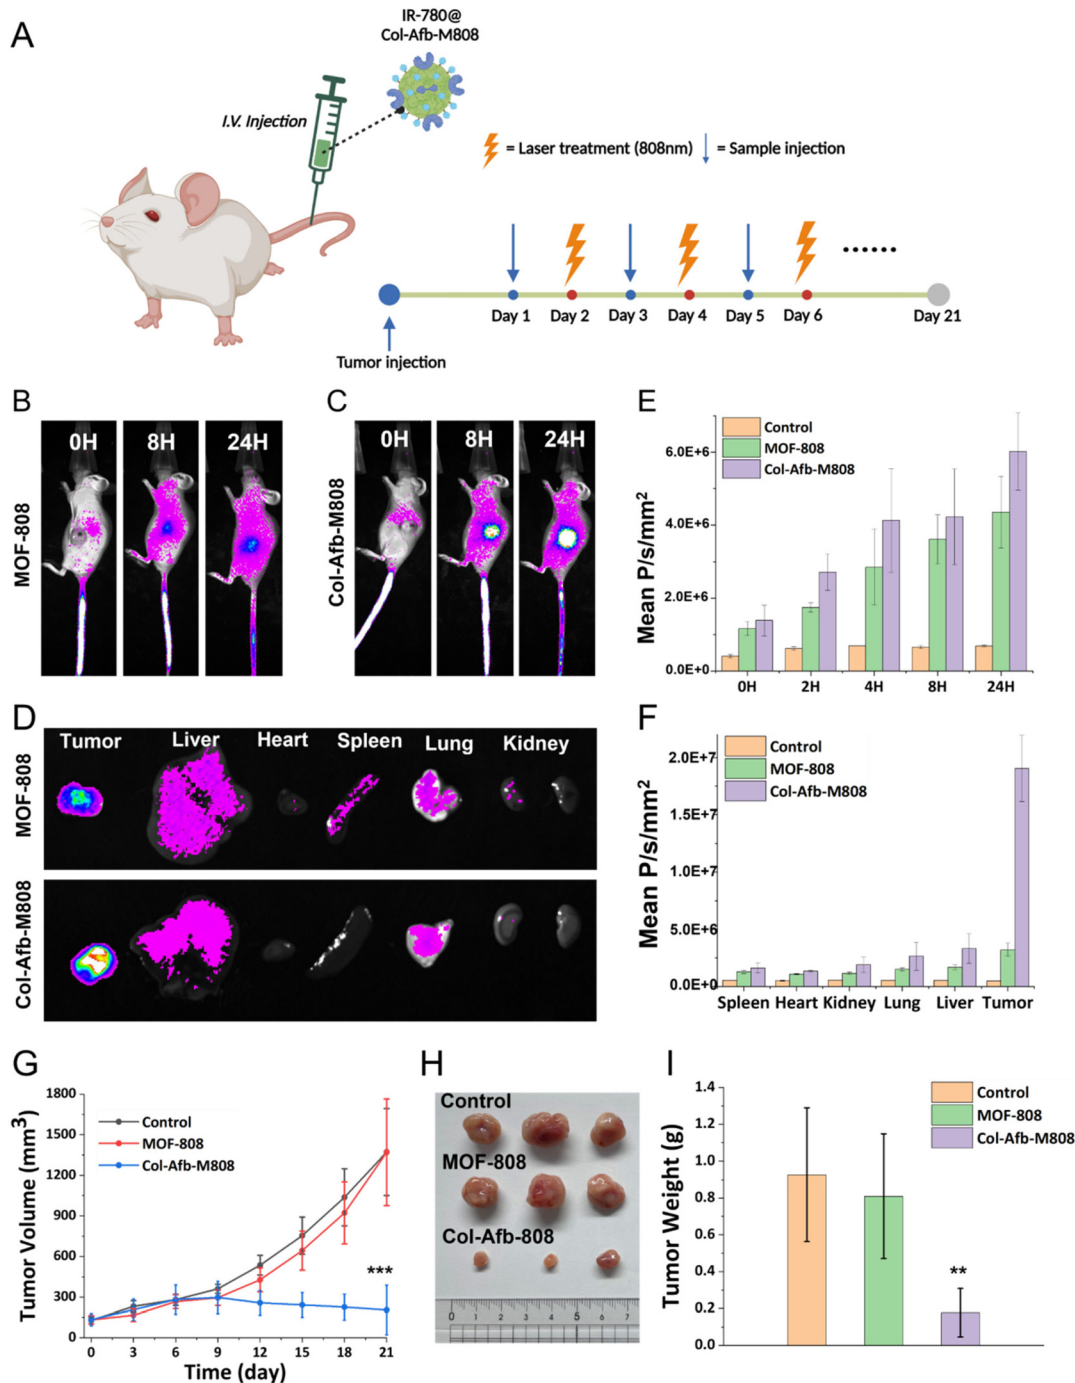 A
IR-780@
Col-Afb-M808
I.V. Injection
= Laser treatment (808nm)
= Sample injection
Day 1
Day 2
Day 3
Day 4
Day 5
Day 6
Day 21
Tumor injection
B
0H
8H
24H
MOF-808
C
0H
8H
24H
Col-Afb-M808
D
Tumor
Liver
Heart
Spleen
Lung
Kidney
MOF-808
Col-Afb-M808
E
Control
MOF-808
Col-Afb-M808
Mean P/s/mm²
6.0E+6
4.0E+6
2.0E+6
0.0E+6
0H
2H
4H
8H
24H
F
Control
MOF-808
Col-Afb-M808
Mean P/s/mm²
2.0E+7
1.5E+7
1.0E+7
5.0E+6
0.0E+0
Spleen
Heart
Kidney
Lung
Liver
Tumor
G
Tumor Volume (mm³)
1800
1500
1200
900
600
300
0
Control
MOF-808
Col-Afb-M808
***
0
3
6
9
12
15
18
21
Time (day)
H
Control
MOF-808
Col-Afb-808
0 1 2 3 4 5 6 7
I
Tumor Weight (g)
1.4
1.2
1.0
0.8
0.6
0.4
0.2
0.0
Control
MOF-808
Col-Afb-M808
**